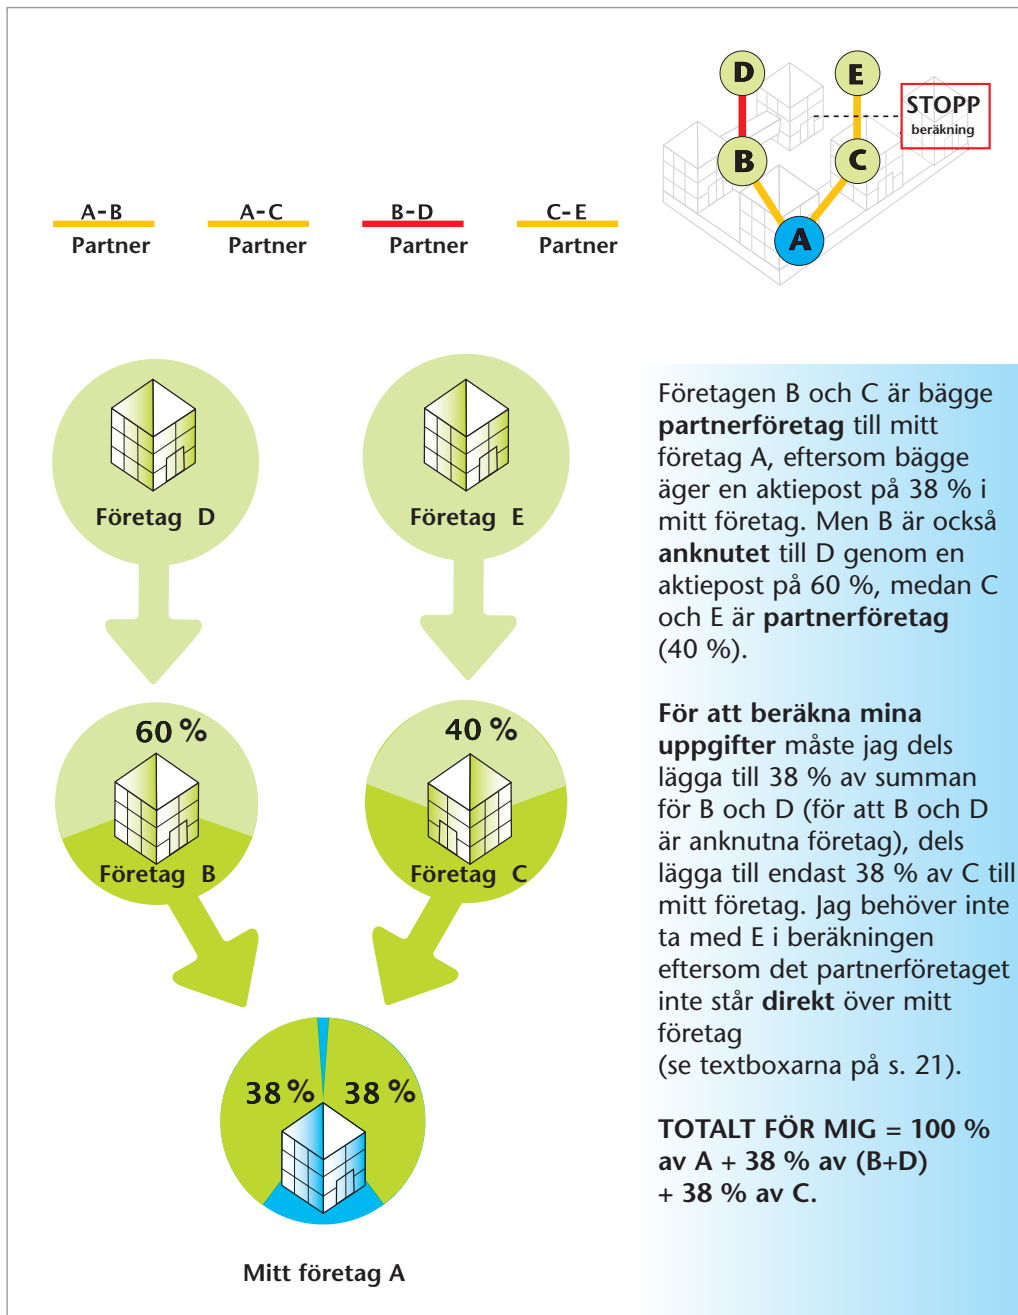 D
E
STOPP
beräkning
B
C
A
A-B
Partner
A-C
Partner
B-D
Partner
C-E
Partner
Företag D
Företag E
60 %
Företag B
40 %
Företag C
38 % 38 %
Mitt företag A
Företagen B och C är bägge
partnerföretag till mitt
företag A, eftersom bägge
äger en aktiepost på 38 % i
mitt företag. Men B är också
anknutet till D genom en
aktiepost på 60 %, medan C
och E är partnerföretag
(40 %).
För att beräkna mina
uppgifter måste jag dels
lägga till 38 % av summan
för B och D (för att B och D
är anknutna företag), dels
lägga till endast 38 % av C till
mitt företag. Jag behöver inte
ta med E i beräkningen
eftersom det partnerföretaget
inte står direkt över mitt
företag
(se textboxarna på s. 21).
TOTALT FÖR MIG = 100 %
av A + 38 % av (B+D)
+ 38 % av C.